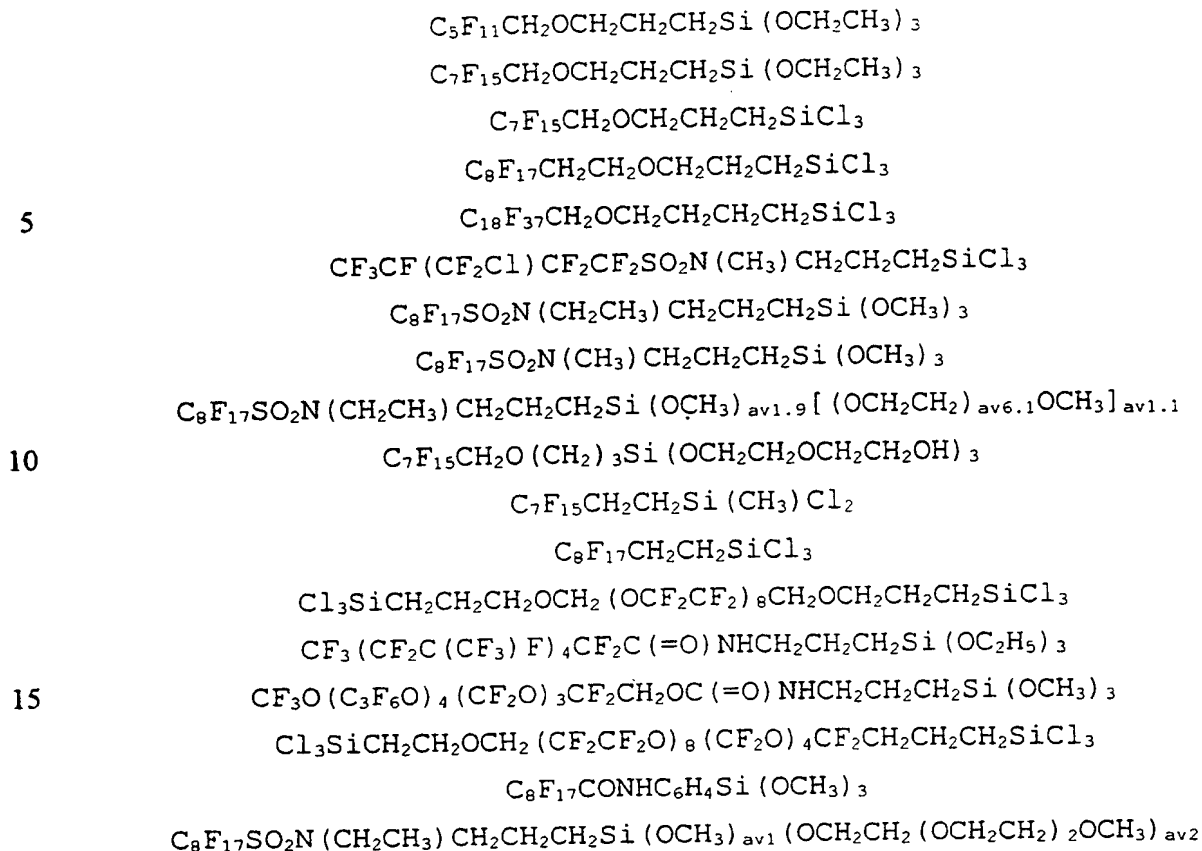 C₅F₁₁CH₂OCH₂CH₂CH₂Si(OCH₂CH₃)₃
C₇F₁₅CH₂OCH₂CH₂CH₂Si(OCH₂CH₃)₃
C₇F₁₅CH₂OCH₂CH₂CH₂SiCl₃
C₈F₁₇CH₂CH₂OCH₂CH₂CH₂SiCl₃
5 C₁₈F₃₇CH₂OCH₂CH₂CH₂CH₂SiCl₃
CF₃CF(CF₂Cl)CF₂CF₂SO₂N(CH₃)CH₂CH₂CH₂SiCl₃
C₈F₁₇SO₂N(CH₂CH₃)CH₂CH₂CH₂Si(OCH₃)₃
C₈F₁₇SO₂N(CH₃)CH₂CH₂CH₂Si(OCH₃)₃
C₈F₁₇SO₂N(CH₂CH₃)CH₂CH₂CH₂Si(OCH₃)ₐᵥ₁.₉[(OCH₂CH₂)ₐᵥ₆.₁OCH₃]ₐᵥ₁.₁
10 C₇F₁₅CH₂O(CH₂)₃Si(OCH₂CH₂OCH₂CH₂OH)₃
C₇F₁₅CH₂CH₂Si(CH₃)Cl₂
C₈F₁₇CH₂CH₂SiCl₃
Cl₃SiCH₂CH₂CH₂OCH₂(OCF₂CF₂)₈CH₂OCH₂CH₂CH₂SiCl₃
CF₃(CF₂C(CF₃)F)₄CF₂C(=O)NHCH₂CH₂CH₂Si(OC₂H₅)₃
15 CF₃O(C₃F₆O)₄(CF₂O)₃CF₂CH₂OC(=O)NHCH₂CH₂CH₂Si(OCH₃)₃
Cl₃SiCH₂CH₂OCH₂(CF₂CF₂O)₈(CF₂O)₄CF₂CH₂CH₂CH₂SiCl₃
C₈F₁₇CONHC₆H₄Si(OCH₃)₃
C₈F₁₇SO₂N(CH₂CH₃)CH₂CH₂CH₂Si(OCH₃)ₐᵥ₁(OCH₂CH₂(OCH₂CH₂)₂OCH₃)ₐᵥ₂